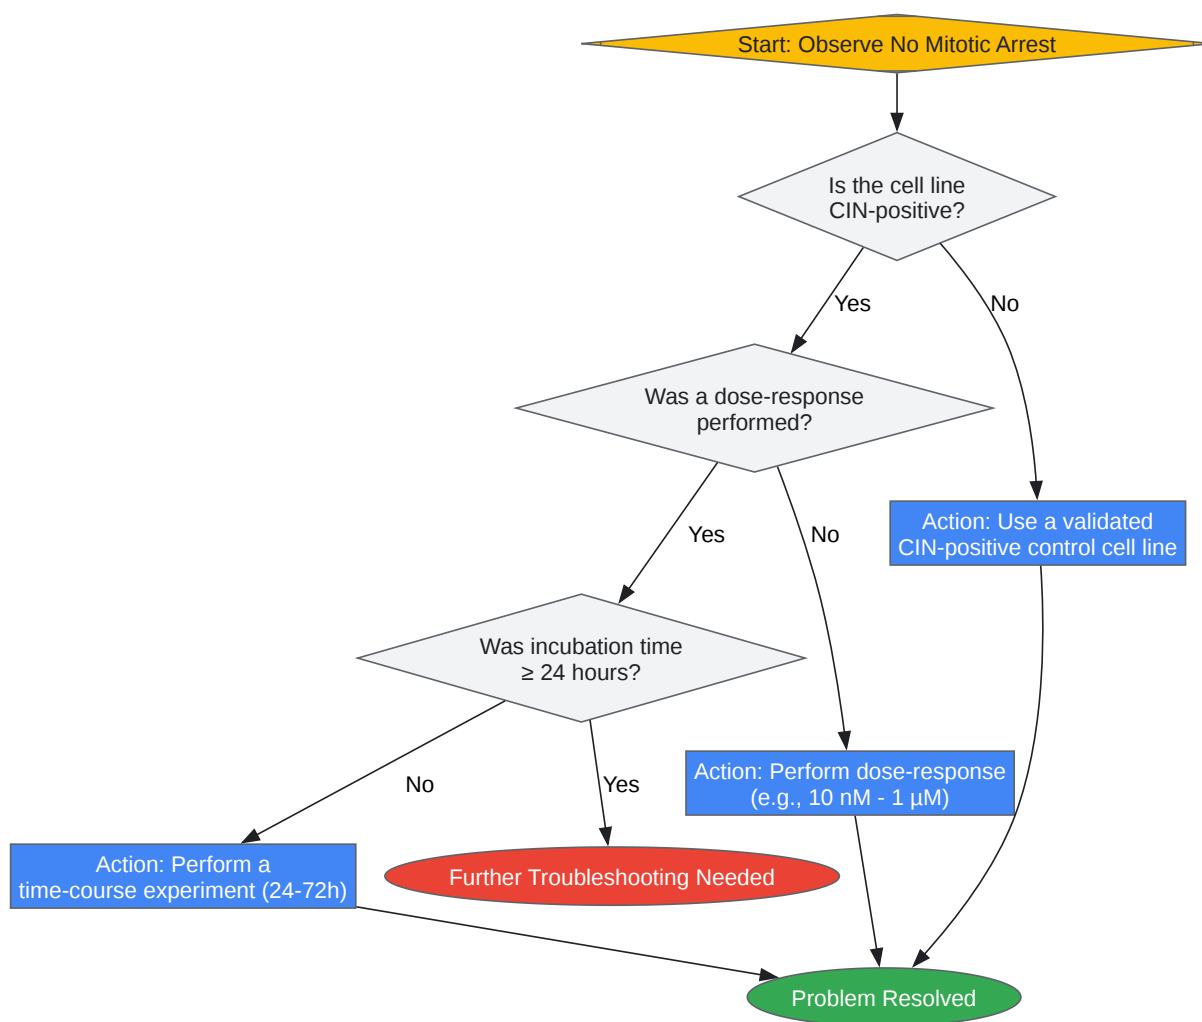 Start: Observe No Mitotic Arrest
Is the cell line
CIN-positive?
Yes
No
Was a dose-response
performed?
Yes
No
Action: Use a validated
CIN-positive control cell line
Was incubation time
≥ 24 hours?
No
Yes
Action: Perform dose-response
(e.g., 10 nM - 1 µM)
Action: Perform a
time-course experiment (24-72h)
Further Troubleshooting Needed
Problem Resolved